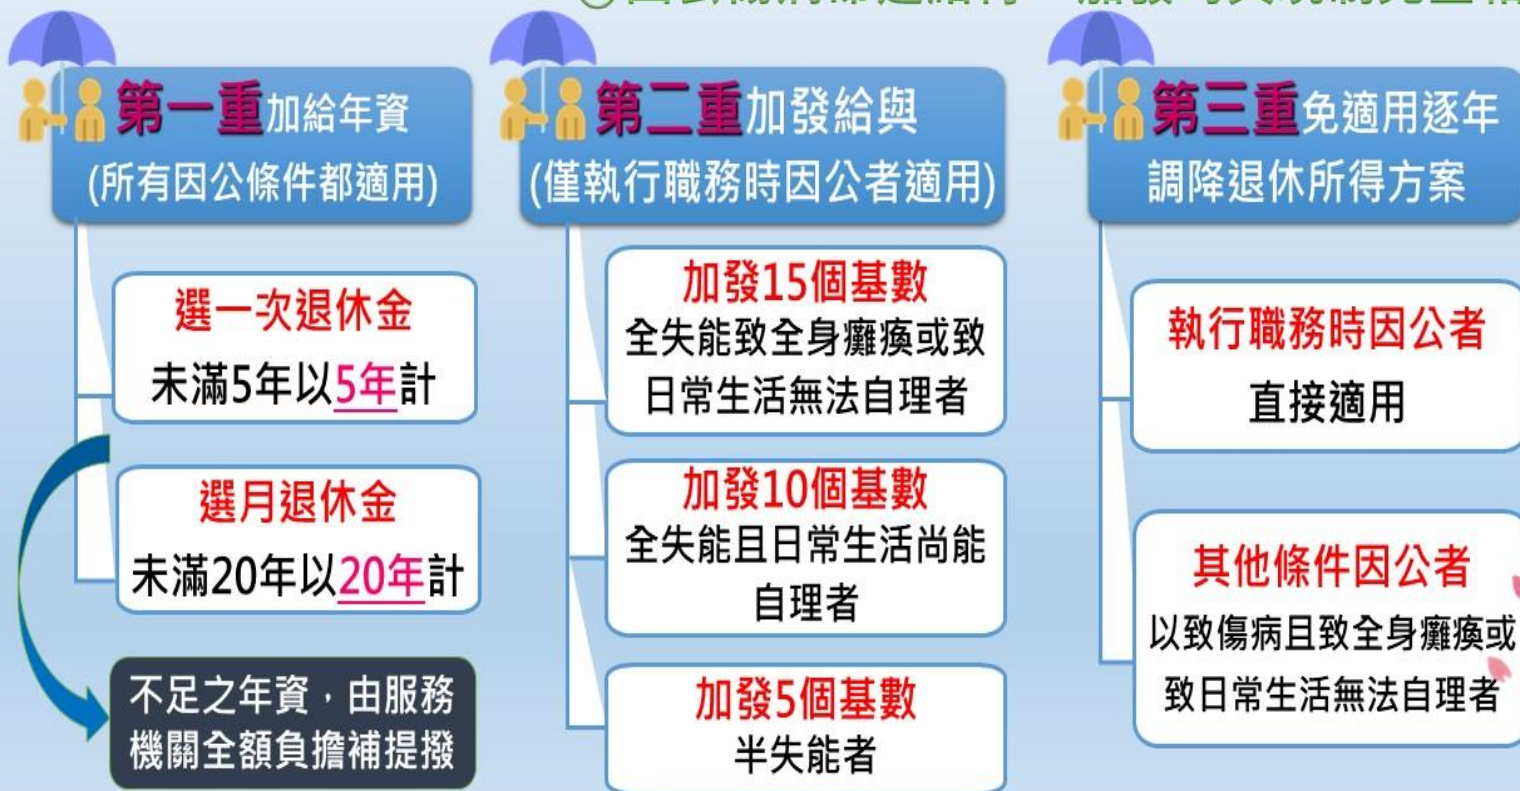 第一重加給年資
(所有因公條件都適用)
選一次退休金
未滿5年以5年計
選月退休金
未滿20年以20年計
不足之年資，由服務
機關全額負擔補提撥
第二重加發給與
(僅執行職務時因公者適用)
加發15個基數
全失能致全身癱瘓或致
日常生活無法自理者
加發10個基數
全失能且日常生活尚能
自理者
加發5個基數
半失能者
第三重免適用逐年
調降退休所得方案
執行職務時因公者
直接適用
其他條件因公者
以致傷病且致全身癱瘓或
致日常生活無法自理者